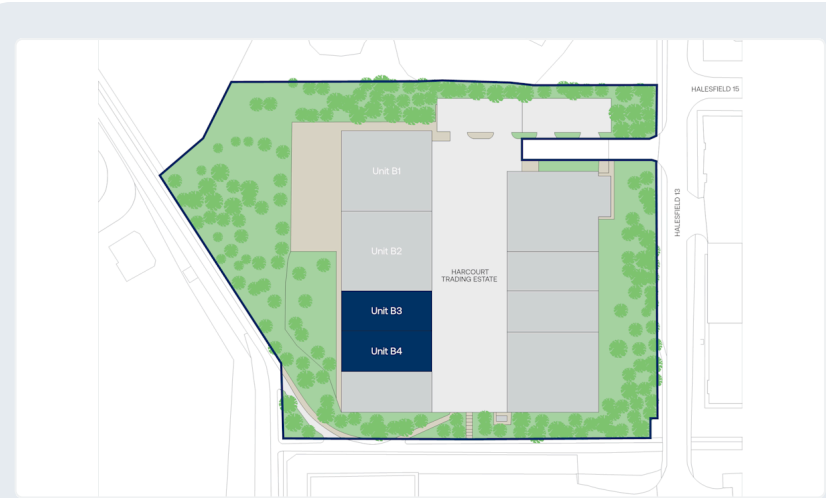 HALESFIELD 15
Unit B1
HALESFIELD 13
Unit B2
HARCOURT
TRADING ESTATE
Unit B3
Unit B4